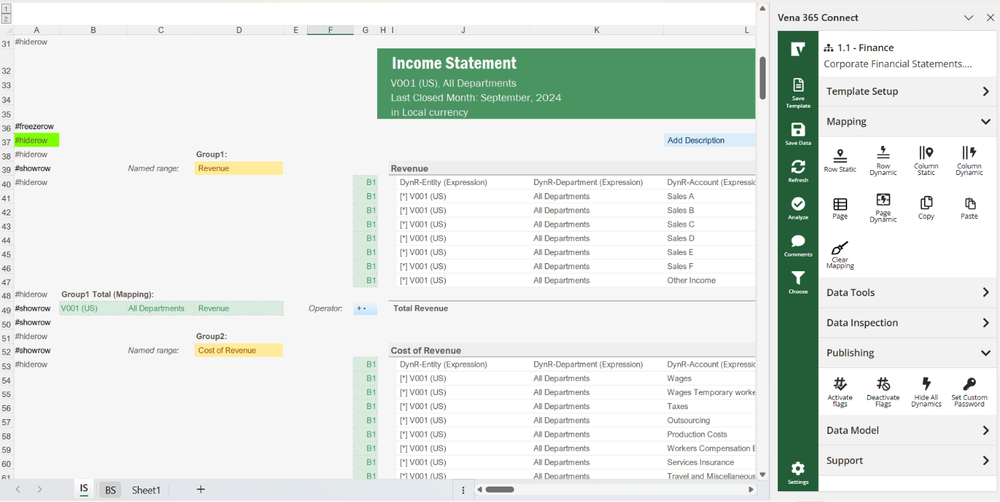 1
2
A B C D E F G H I J K L
31 #hiderow
32 Income Statement
33 V001 (US), All Departments
34 Last Closed Month: September, 2024
35 in Local currency
36 #freezerow
37 #hiderow Add Description
38 #hiderow Group1:
39 #showrow Named range: Revenue Revenue
40 #hiderow B1 DynR-Entity (Expression) DynR-Department (Expression) DynR-Account (Expressic
41 B1 [*] V001 (US) All Departments Sales A
42 B1 [*] V001 (US) All Departments Sales B
43 B1 [*] V001 (US) All Departments Sales C
44 B1 [*] V001 (US) All Departments Sales D
45 B1 [*] V001 (US) All Departments Sales E
46 B1 [*] V001 (US) All Departments Sales F
47 B1 [*] V001 (US) All Departments Other Income
48 #hiderow Group1 Total (Mapping):
49 #showrow V001 (US) All Departments Revenue Operator: + Total Revenue
50 #showrow
51 #hiderow Group2:
52 #showrow Named range: Cost of Revenue Cost of Revenue
53 #hiderow B1 DynR-Entity (Expression) DynR-Department (Expression) DynR-Account (Expressic
54 B1 [*] V001 (US) All Departments Wages
55 B1 [*] V001 (US) All Departments Wages Temporary worke
56 B1 [*] V001 (US) All Departments Taxes
57 B1 [*] V001 (US) All Departments Outsourcing
58 B1 [*] V001 (US) All Departments Production Costs
59 B1 [*] V001 (US) All Departments Workers Compensation E
60 B1 [*] V001 (US) All Departments Services Insurance
61 B1 [*] V001 (US) All Departments Travel and Miscellaneous
IS BS Sheet1 +
Vena 365 Connect
Save
Template
Save Data
Refresh
Analyze
Comments
Choose
Settings
1.1 - Finance
Corporate Financial Statements....
Template Setup
Mapping
Row Static
Row
Dynamic
Column
Static
Column
Dynamic
Page
Page
Dynamic
Copy
Paste
Clear
Mapping
Data Tools
Data Inspection
Publishing
Activate
flags
Deactivate
Flags
Hide All
Dynamics
Set Custom
Password
Data Model
Support